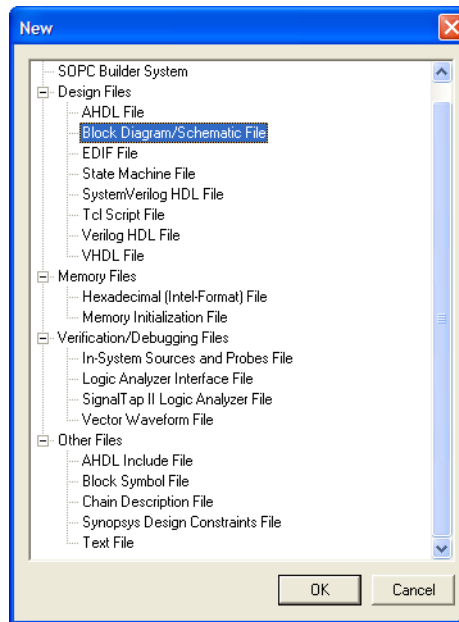 New
SOPC Builder System
Design Files
AHDL File
Block Diagram/Schematic File
EDIF File
State Machine File
SystemVerilog HDL File
Tcl Script File
Verilog HDL File
VHDL File
Memory Files
Hexadecimal (Intel-Format) File
Memory Initialization File
Verification/Debugging Files
In-System Sources and Probes File
Logic Analyzer Interface File
SignalTap II Logic Analyzer File
Vector Waveform File
Other Files
AHDL Include File
Block Symbol File
Chain Description File
Synopsys Design Constraints File
Text File
OK Cancel